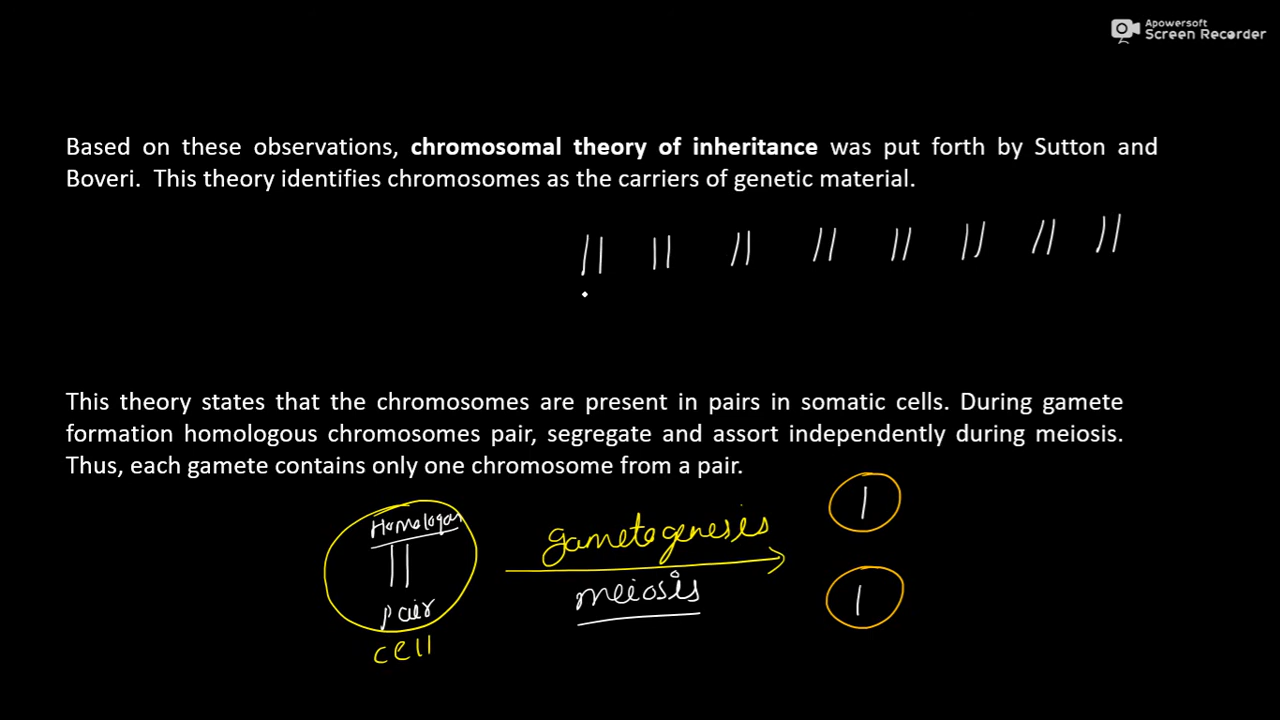 Apowersoft
Screen Recorder
Based on these observations, chromosomal theory of inheritance was put forth by Sutton and
Boveri. This theory identifies chromosomes as the carriers of genetic material.
This theory states that the chromosomes are present in pairs in somatic cells. During gamete
formation homologous chromosomes pair, segregate and assort independently during meiosis.
Thus, each gamete contains only one chromosome from a pair.
gametogenesis
meiosis
pair
cell